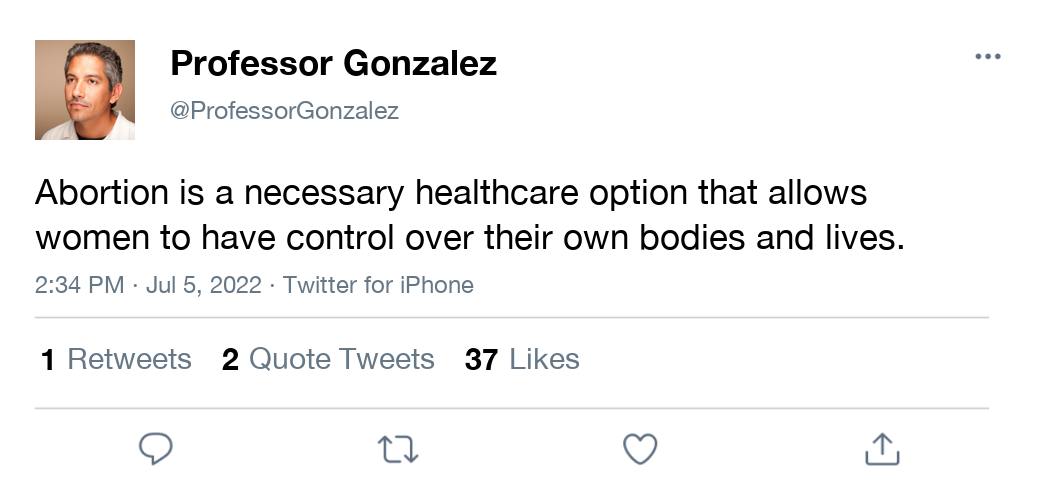 Professor Gonzalez
@ProfessorGonzalez
Abortion is a necessary healthcare option that allows
women to have control over their own bodies and lives.
2:34 PM · Jul 5, 2022 · Twitter for iPhone
1 Retweets 2 Quote Tweets 37 Likes